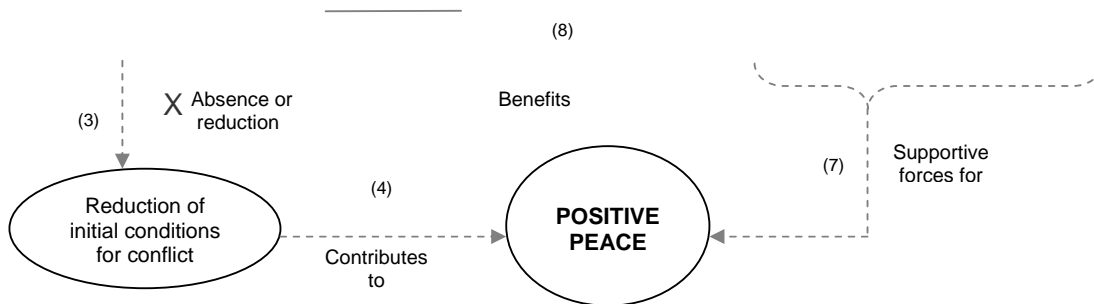 (8)
X Absence or
reduction
Benefits
(3)
(7)
Supportive
forces for
(4)
Reduction of
initial conditions
for conflict
POSITIVE
PEACE
Contributes
to